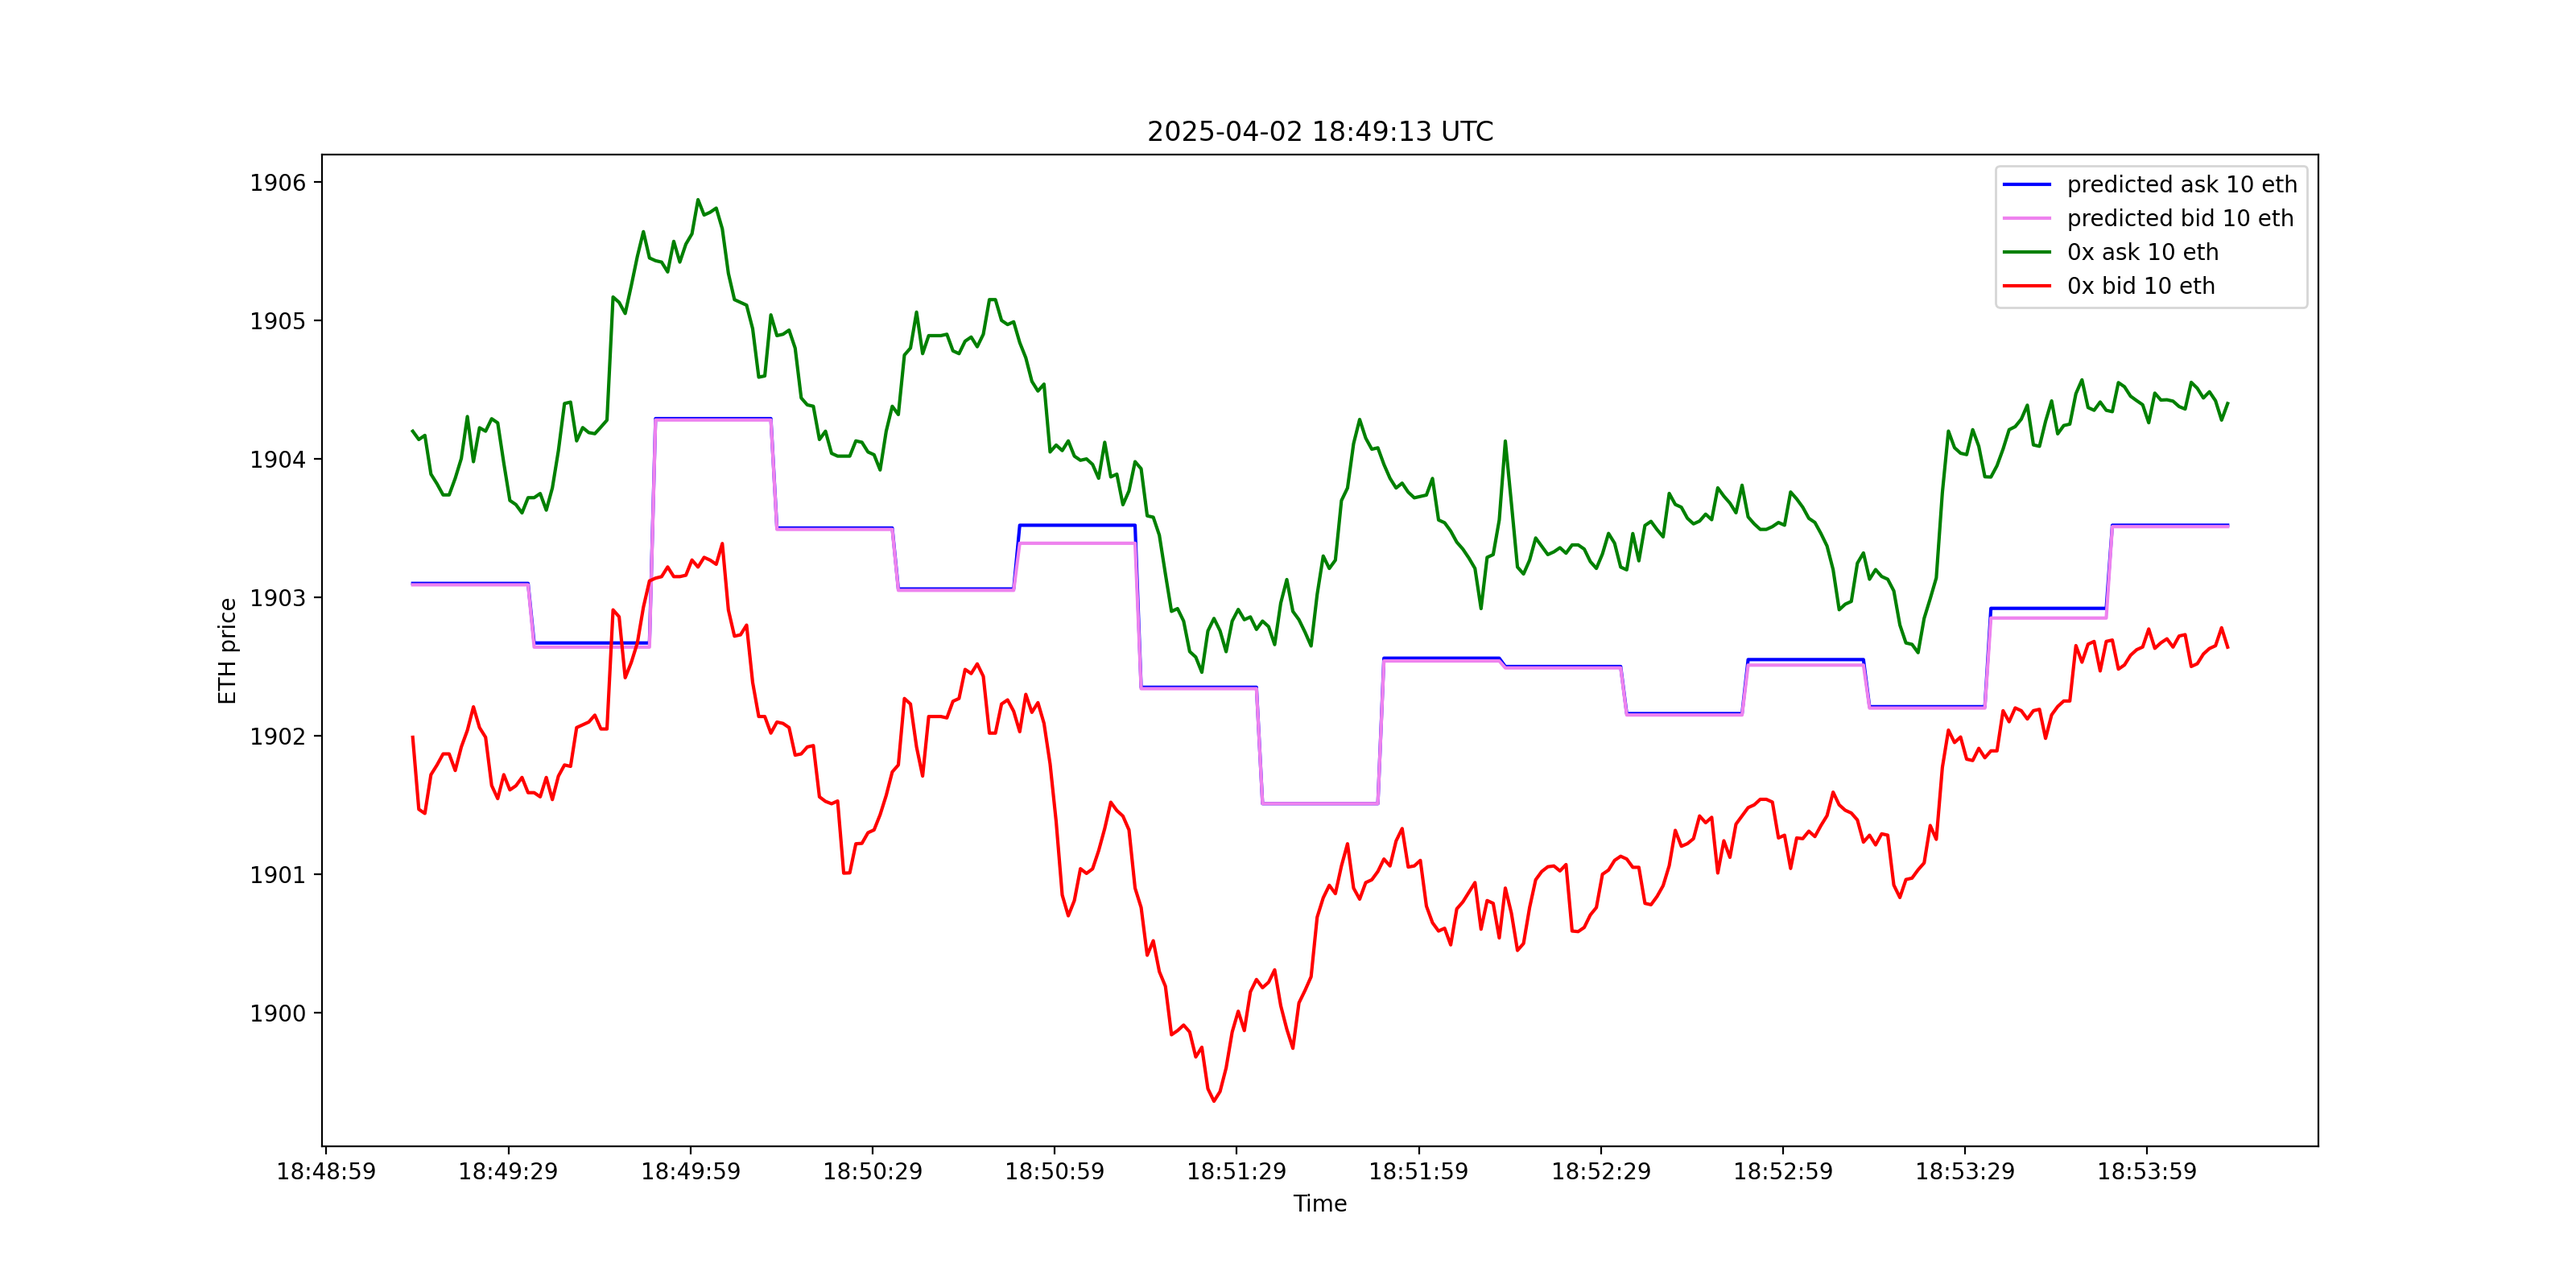 2025-04-02 18:49:13 UTC
predicted ask 10 eth
predicted bid 10 eth
0x ask 10 eth
0x bid 10 eth
ETH price
1906
1905
1904
1903
1902
1901
1900
18:48:59
18:49:29
18:49:59
18:50:29
18:50:59
18:51:29
18:51:59
18:52:29
18:52:59
18:53:29
18:53:59
Time